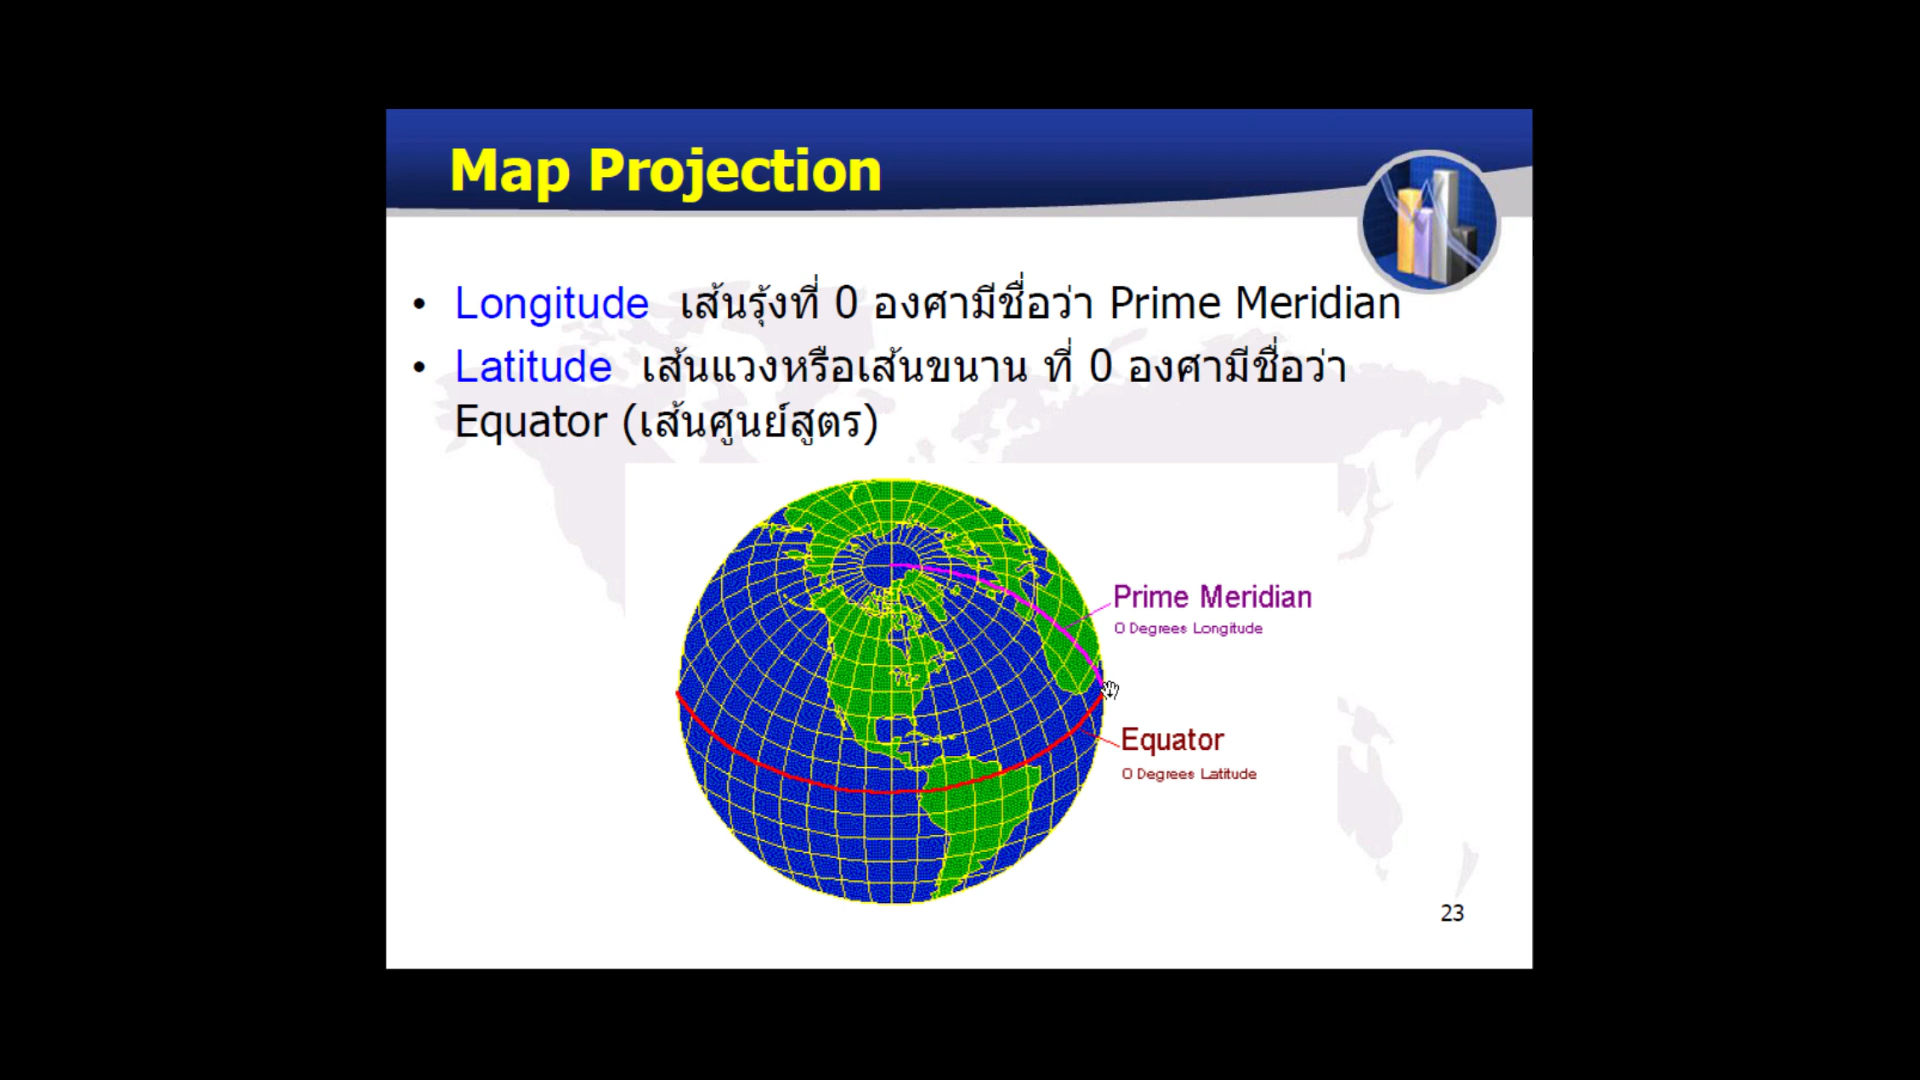 Map Projection
• Longitude เส้นรุ้งที่ 0 องศามีชื่อว่า Prime Meridian
• Latitude เส้นแวงหรือเส้นขนาน ที่ 0 องศามีชื่อว่า
Equator (เส้นศูนย์สูตร)
Prime Meridian
0 Degrees Longitude
Equator
0 Degrees Latitude
23